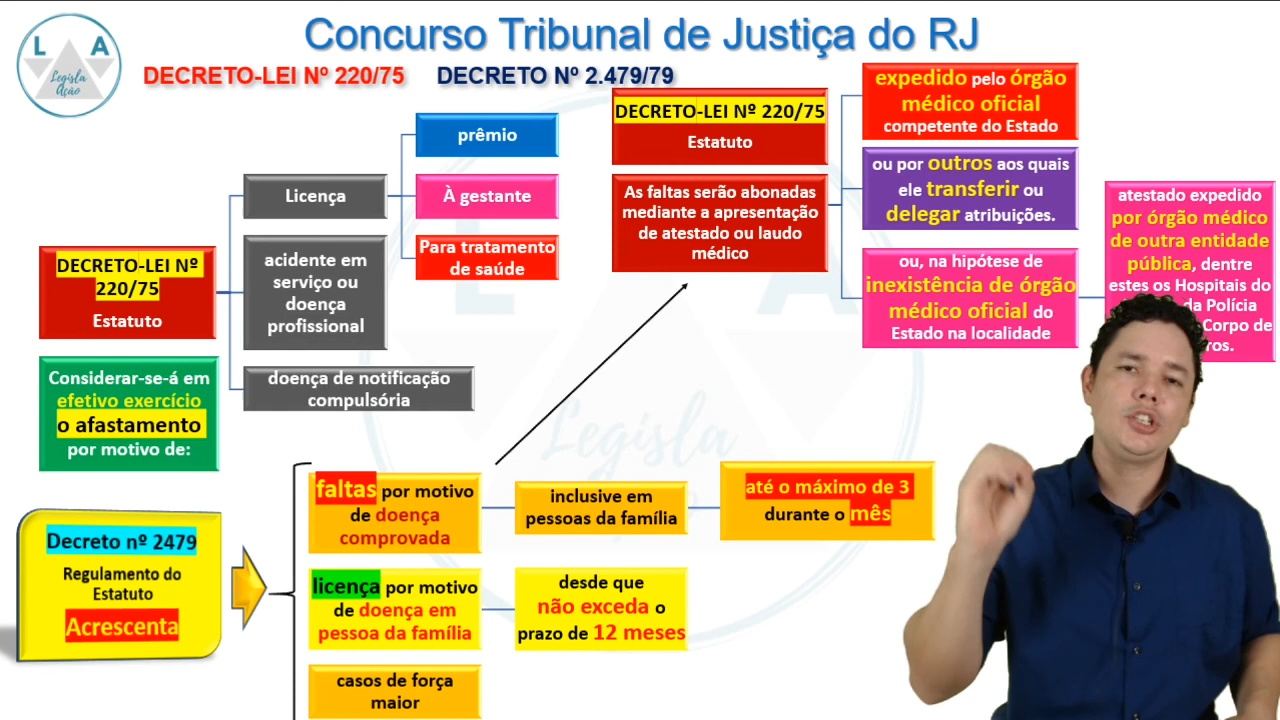 Concurso Tribunal de Justiça do RJ
L A
Legisla
Ação
DECRETO-LEI Nº 220/75 DECRETO Nº 2.479/79
DECRETO-LEI Nº
220/75
Estatuto
Considerar-se-á em
efetivo exercício
o afastamento
por motivo de:
Licença
prêmio
À gestante
Para tratamento
de saúde
acidente em
serviço ou
doença
profissional
doença de notificação
compulsória
DECRETO-LEI Nº 220/75
Estatuto
As faltas serão abonadas
mediante a apresentação
de atestado ou laudo
médico
expedido pelo órgão
médico oficial
competente do Estado
ou por outros aos quais
ele transferir ou
delegar atribuições.
ou, na hipótese de
inexistência de órgão
médico oficial do
Estado na localidade
atestado expedido
por órgão médico
de outra entidade
pública, dentre
estes os Hospitais do
da Polícia
Corpo de
ros.
Decreto nº 2479
Regulamento do
Estatuto
Acrescenta
faltas por motivo
de doença
comprovada
inclusive em
pessoas da família
até o máximo de 3
durante o mês
licença por motivo
de doença em
pessoa da família
desde que
não exceda o
prazo de 12 meses
casos de força
maior
L A
Legisla
Ação